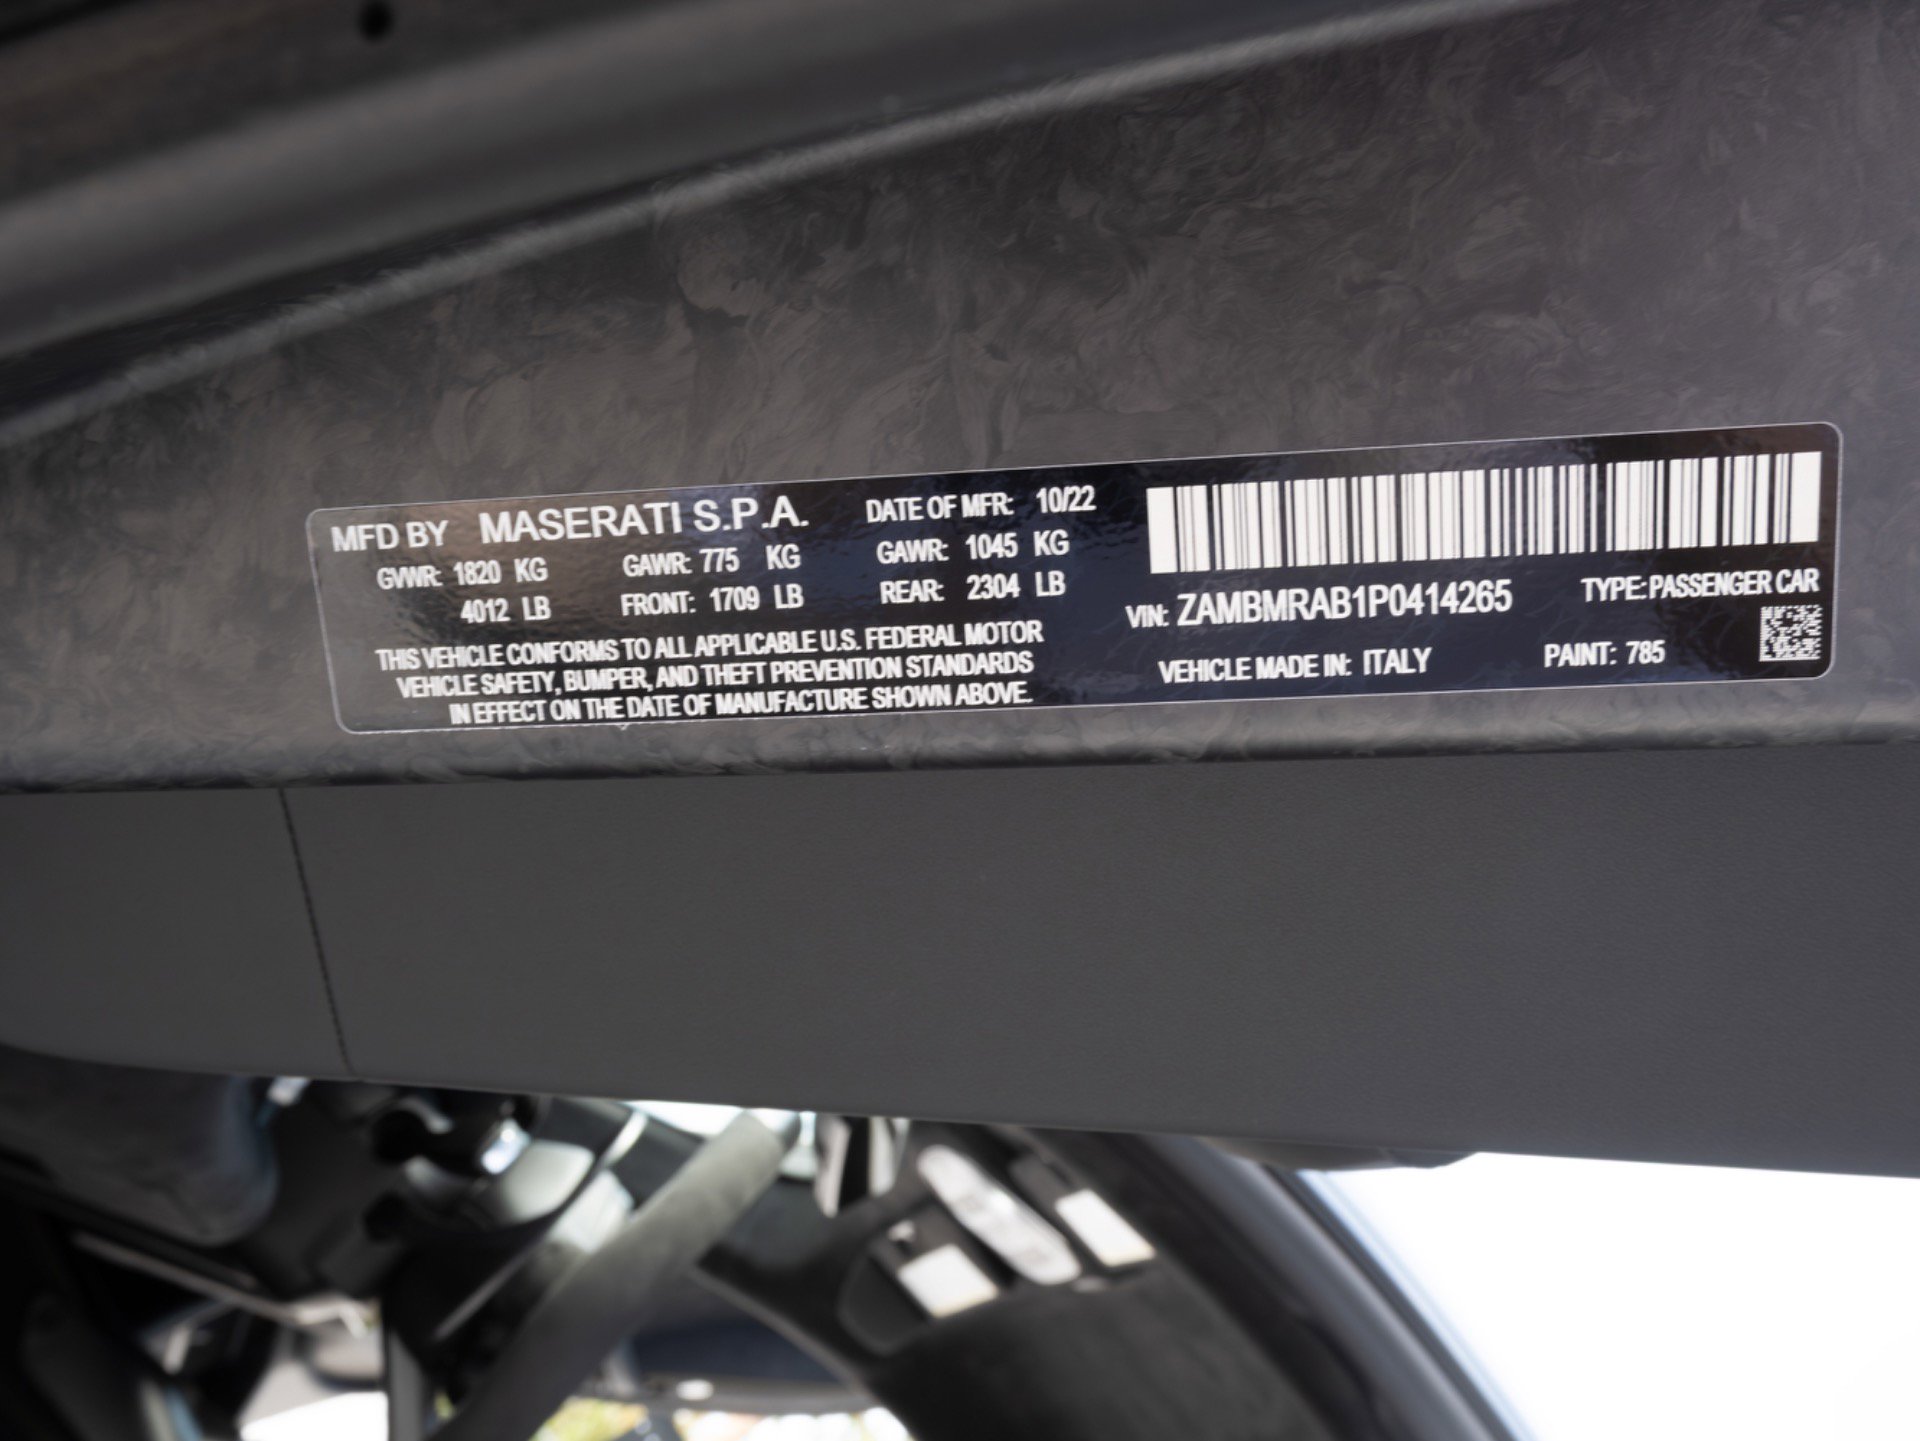 MFD BY MASERATI S.P.A. DATE OF MFR: 10/22
GVWR: 1820 KG GAWR: 775 KG GAWR: 1045 KG
4012 LB FRONT: 1709 LB REAR: 2304 LB
THIS VEHICLE CONFORMS TO ALL APPLICABLE U.S. FEDERAL MOTOR
VEHICLE SAFETY, BUMPER, AND THEFT PREVENTION STANDARDS
IN EFFECT ON THE DATE OF MANUFACTURE SHOWN ABOVE.
VIN: ZAMBMRAB1P0414265 TYPE: PASSENGER CAR
VEHICLE MADE IN: ITALY PAINT: 785